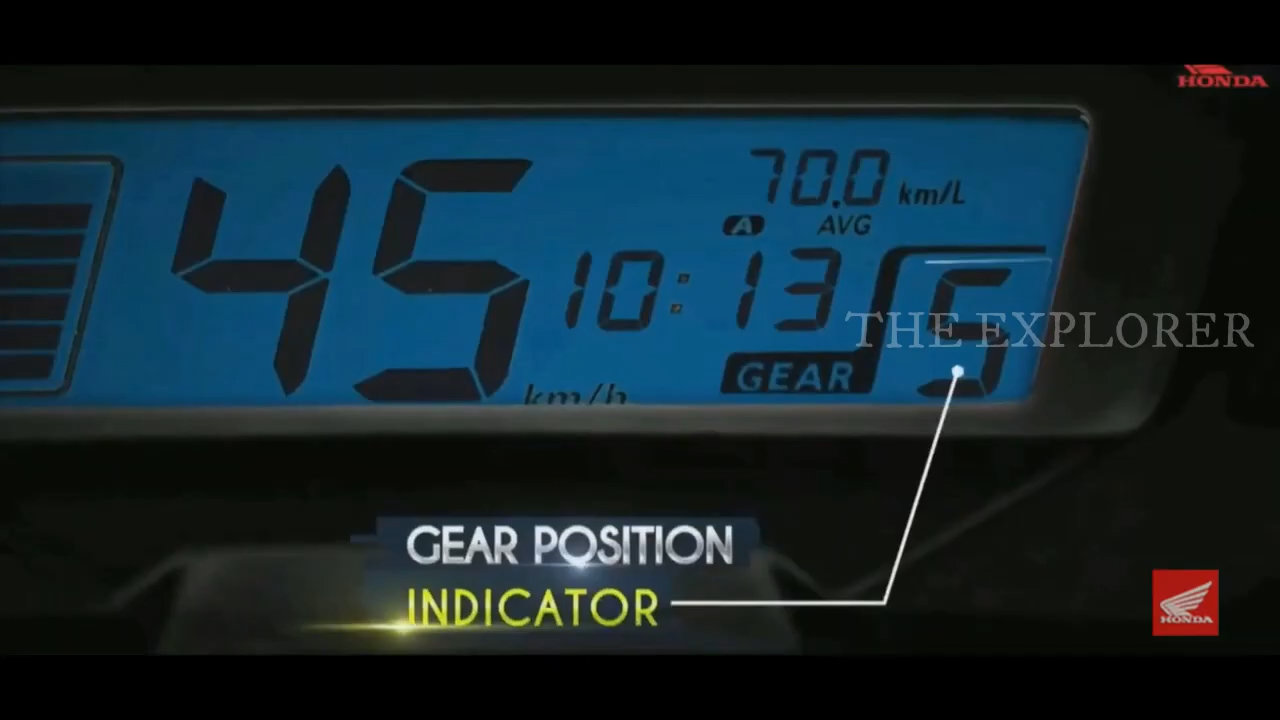 HONDA
70.0 km/L
A AVG
45 km/h
10:13
GEAR 5
THE EXPLORER
GEAR POSITION
INDICATOR
HONDA